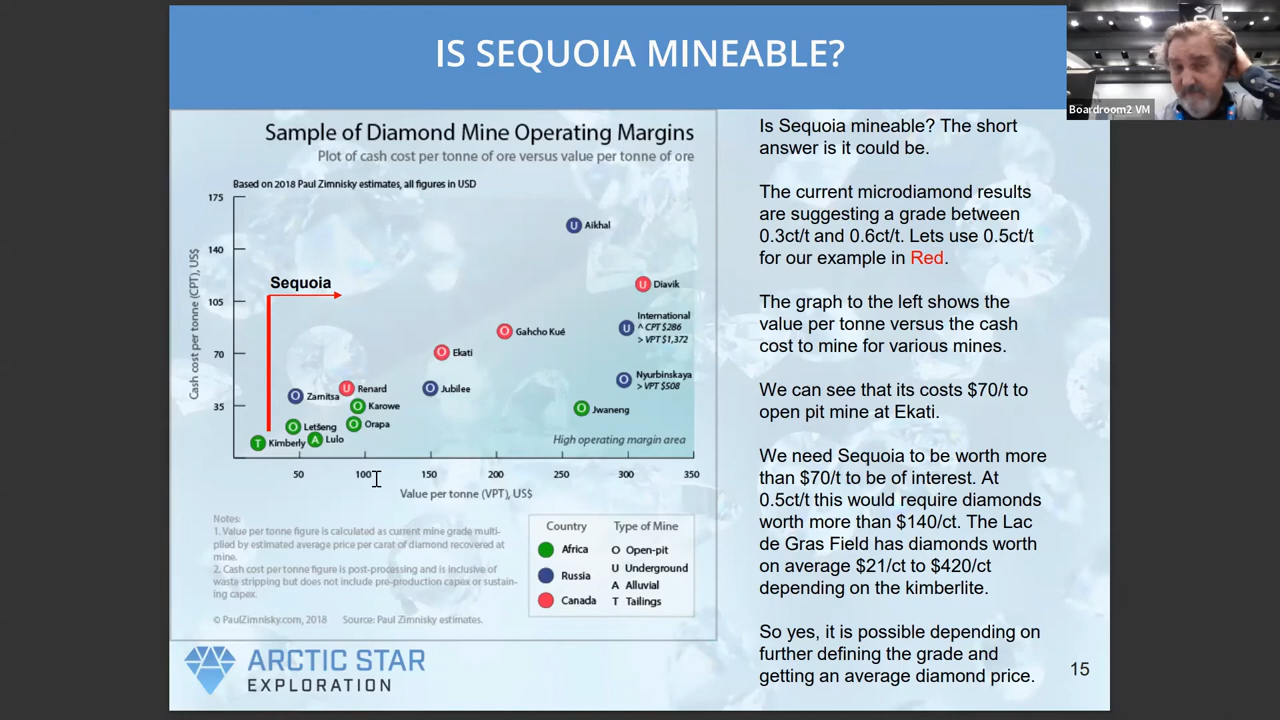 IS SEQUOIA MINEABLE?
Boardroom2 VM
Sample of Diamond Mine Operating Margins
Plot of cash cost per tonne of ore versus value per tonne of ore
Based on 2018 Paul Zimnisky estimates, all figures in USD
175
140
105
70
35
Cash cost per tonne (CPT), US$
Sequoia
U Aikhal
U Diavik
International
U ^ CPT $286
> VPT $1,372
O Gahcho Kué
O Ekati
Nyurbinskaya
O > VPT $508
O Zarnitsa
U Renard
O Jubilee
O Karowe
O Jwaneng
O Letšeng
O Orapa
T Kimberly
A Lulo
High operating margin area
50 100 150 200 250 300 350
Value per tonne (VPT), US$
Notes:
1. Value per tonne figure is calculated as current mine grade multi-
plied by estimated average price per carat of diamond recovered at
mine.
2. Cash cost per tonne figure is post-processing and is inclusive of
waste stripping but does not include pre-production capex or sustain-
ing capex.
© PaulZimnisky.com, 2018 Source: Paul Zimnisky estimates.
Country Type of Mine
Africa O Open-pit
Russia U Underground
A Alluvial
Canada T Tailings
ARCTIC STAR
EXPLORATION
Is Sequoia mineable? The short
answer is it could be.
The current microdiamond results
are suggesting a grade between
0.3ct/t and 0.6ct/t. Lets use 0.5ct/t
for our example in Red.
The graph to the left shows the
value per tonne versus the cash
cost to mine for various mines.
We can see that its costs $70/t to
open pit mine at Ekati.
We need Sequoia to be worth more
than $70/t to be of interest. At
0.5ct/t this would require diamonds
worth more than $140/ct. The Lac
de Gras Field has diamonds worth
on average $21/ct to $420/ct
depending on the kimberlite.
So yes, it is possible depending on
further defining the grade and
getting an average diamond price.
15